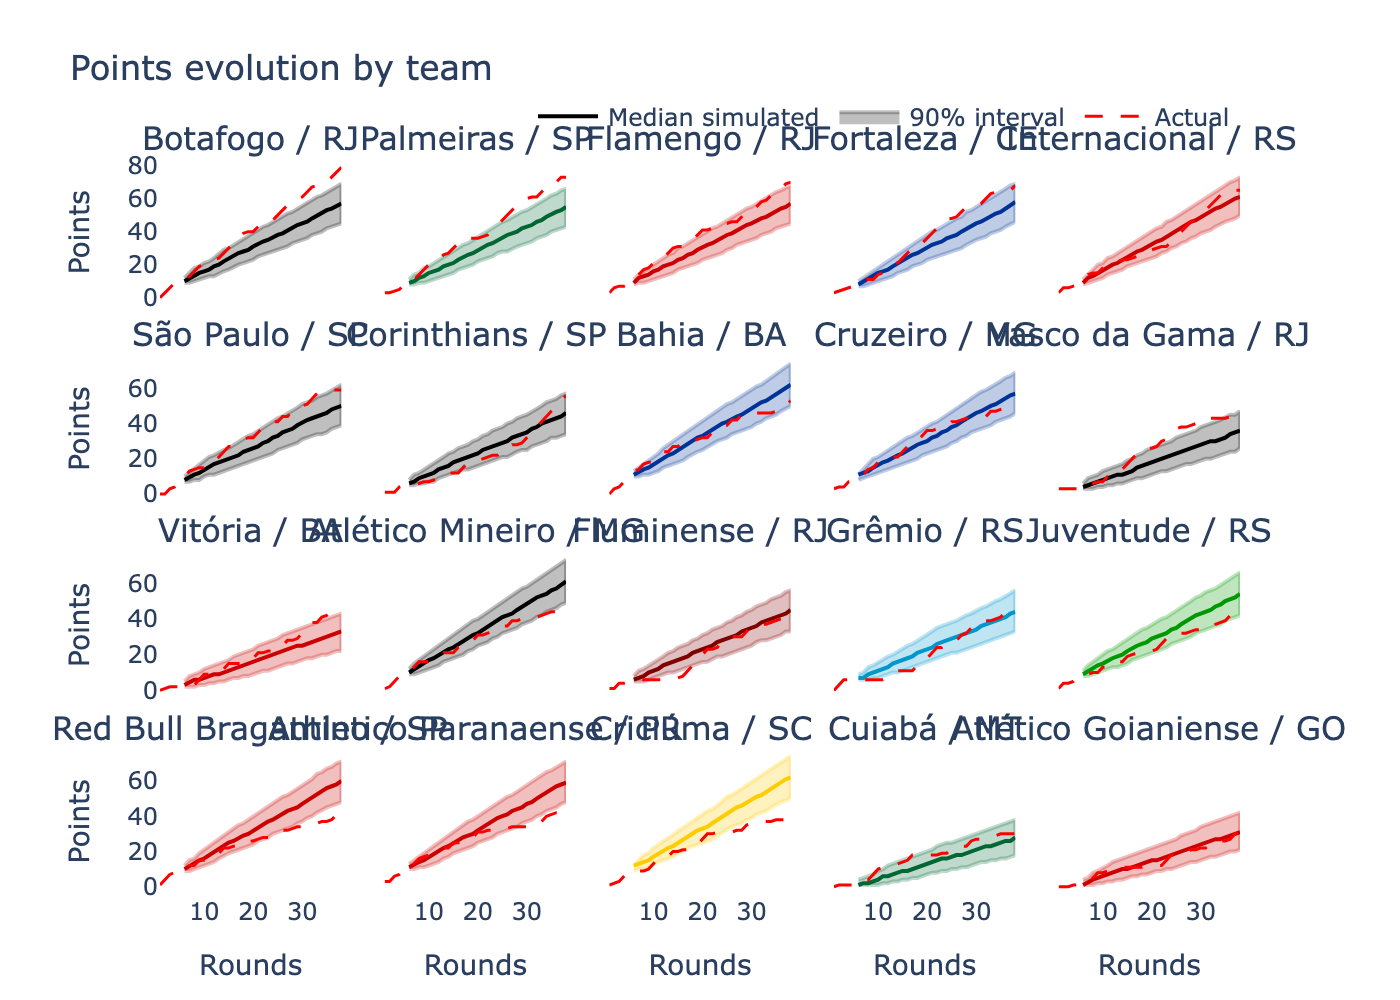 Points evolution by team
Median simulated 90% interval Actual
Botafogo / RJ Palmeiras / SP Flamengo / RJ Fortaleza / CE Internacional / RS
80
60
40
20
0
Points
São Paulo / SP Corinthians / SP Bahia / BA Cruzeiro / MG Vasco da Gama / RJ
60
40
20
0
Points
Vitória / BA Atlético Mineiro / MG Fluminense / RJ Grêmio / RS Juventude / RS
60
40
20
0
Points
Red Bull Bragantino / SP Athletico Paranaense / PR Criciúma / SC Cuiabá / MT Atlético Goianiense / GO
60
40
20
0
Points
10 20 30 10 20 30 10 20 30 10 20 30 10 20 30
Rounds Rounds Rounds Rounds Rounds